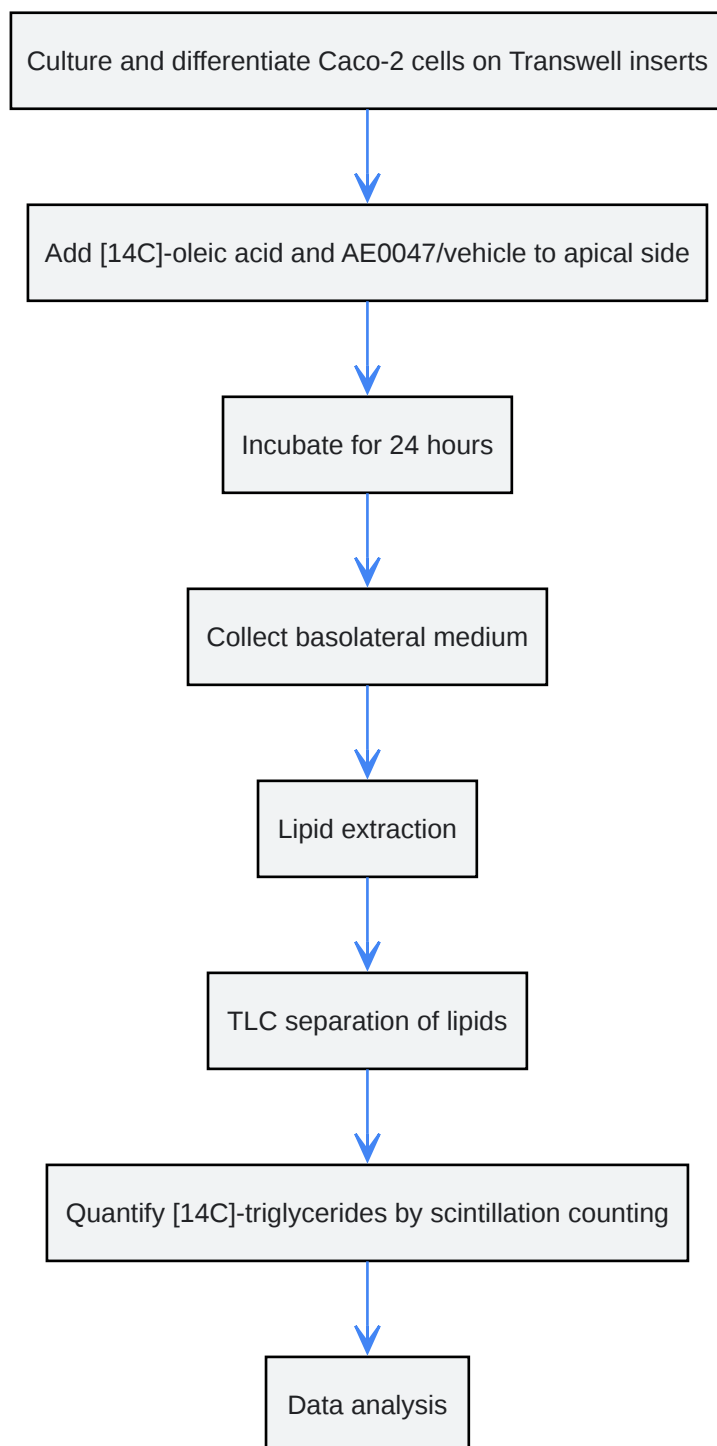 Culture and differentiate Caco-2 cells on Transwell inserts
Add [14C]-oleic acid and AE0047/vehicle to apical side
Incubate for 24 hours
Collect basolateral medium
Lipid extraction
TLC separation of lipids
Quantify [14C]-triglycerides by scintillation counting
Data analysis